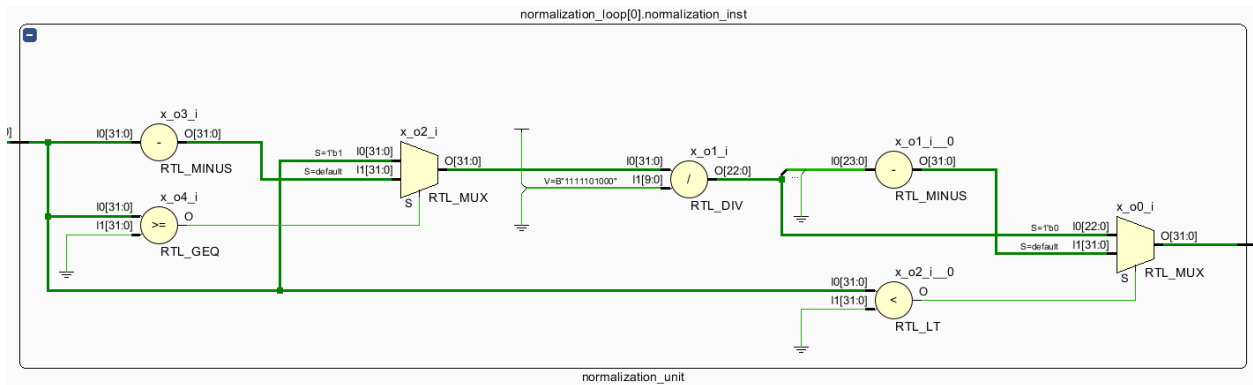 normalization_loop[0].normalization_inst
x_o3_i
I0[31:0]
O[31:0]
-
RTL_MINUS
x_o4_i
I0[31:0]
I1[31:0]
O
>=
RTL_GEQ
x_o2_i
S=1'b1
I0[31:0]
S=default
I1[31:0]
O[31:0]
S
RTL_MUX
V=B"1111101000"
x_o1_i
I0[31:0]
I1[9:0]
/
O[22:0]
RTL_DIV
...
x_o1_i__0
I0[23:0]
-
O[31:0]
RTL_MINUS
x_o2_i__0
I0[31:0]
I1[31:0]
<
O
RTL_LT
x_o0_i
S=1'b0
I0[22:0]
S=default
I1[31:0]
O[31:0]
S
RTL_MUX
normalization_unit